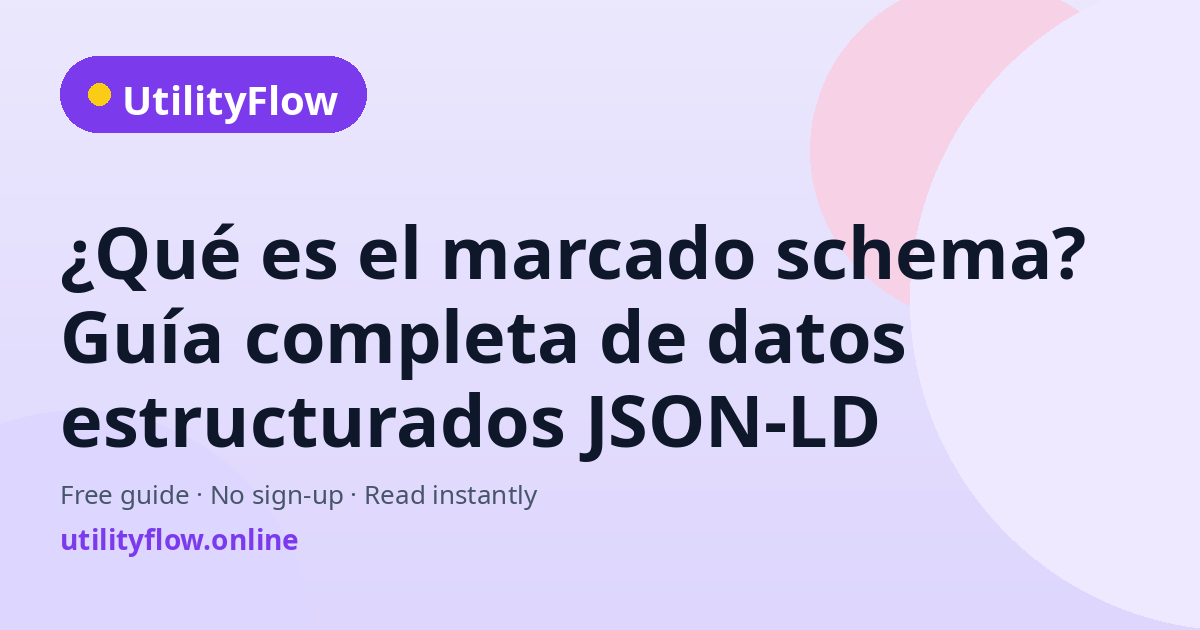 UtilityFlow
¿Qué es el marcado schema?
Guía completa de datos
estructurados JSON-LD
Free guide · No sign-up · Read instantly
utilityflow.online